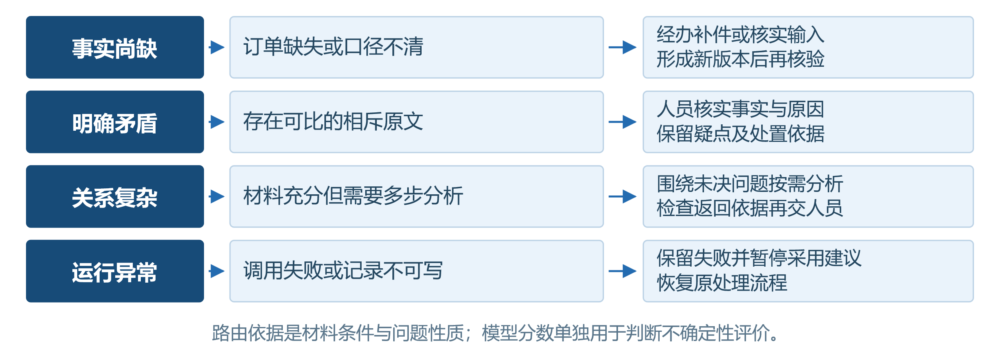 事实阶缺
订单缺失或口径不清
经办补件或核实输入
形成新版本后再校验
明确矛盾
存在可比的相斥原文
人员核定事实与原因
保留疑点及处置依据
关系复杂
材料充分但需要多步分析
围绕未决问题按需分析
检查返回依据再交人员
运行异常
调用失败或记录不可写
保留失败并暂停采用建议
恢复原处理流程
路由依据是材料条件与问题性质；模型分数单独用于判断不确定性评价。